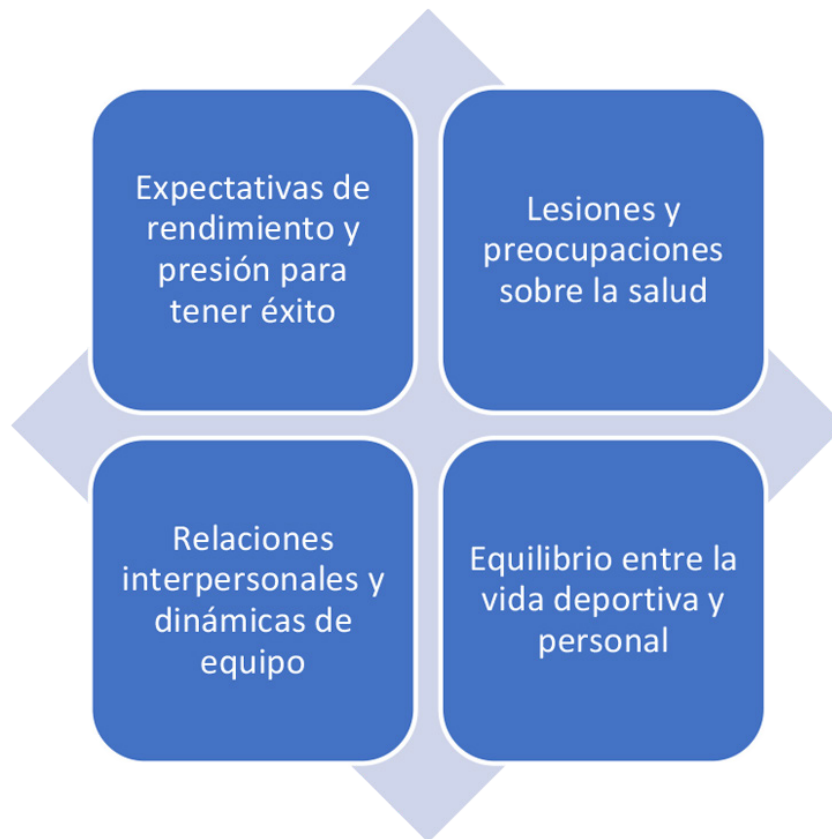 Expectativas de
rendimiento y
presión para
tener éxito
Lesiones y
preocupaciones
sobre la salud
Relaciones
interpersonales y
dinámicas de
equipo
Equilibrio entre la
vida deportiva y
personal